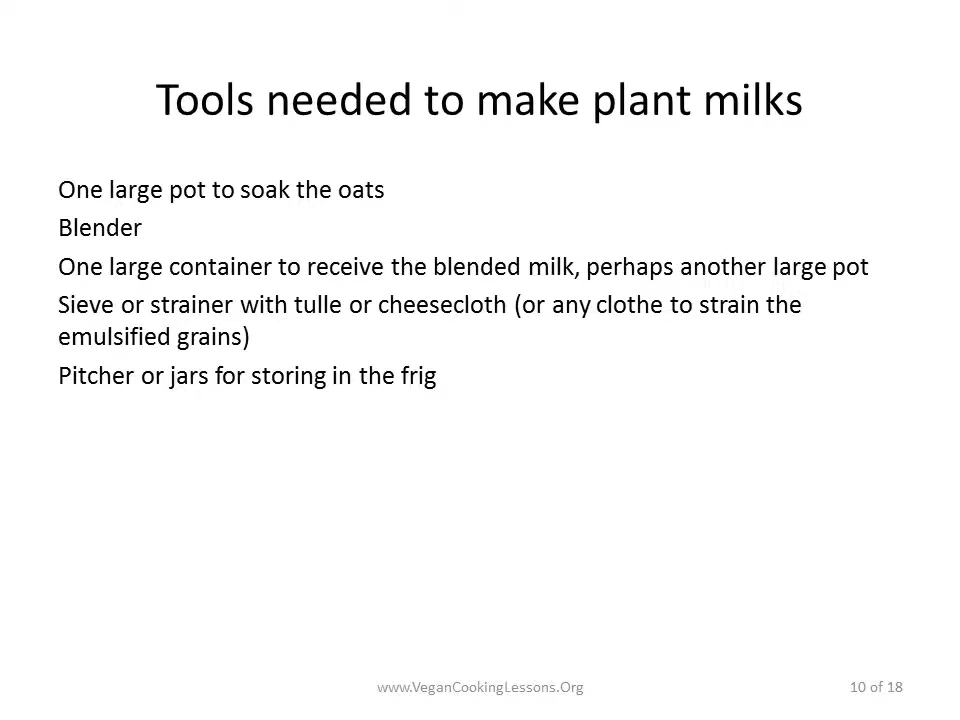 Tools needed to make plant milks
One large pot to soak the oats
Blender
One large container to receive the blended milk, perhaps another large pot
Sieve or strainer with tulle or cheesecloth (or any clothe to strain the
emulsified grains)
Pitcher or jars for storing in the frig
www.VeganCookingLessons.Org
10 of 18